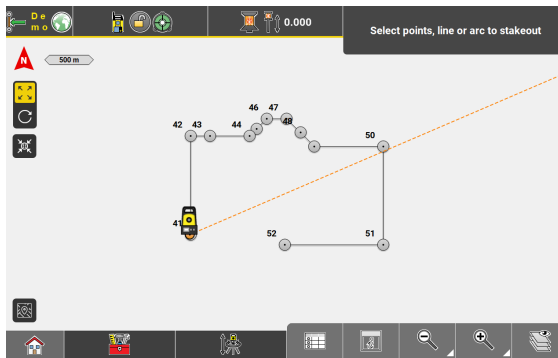 De
mo
0.000
Select points, line or arc to stakeout
N
500 m
46 47
42 43 44 48 50
41
52 51